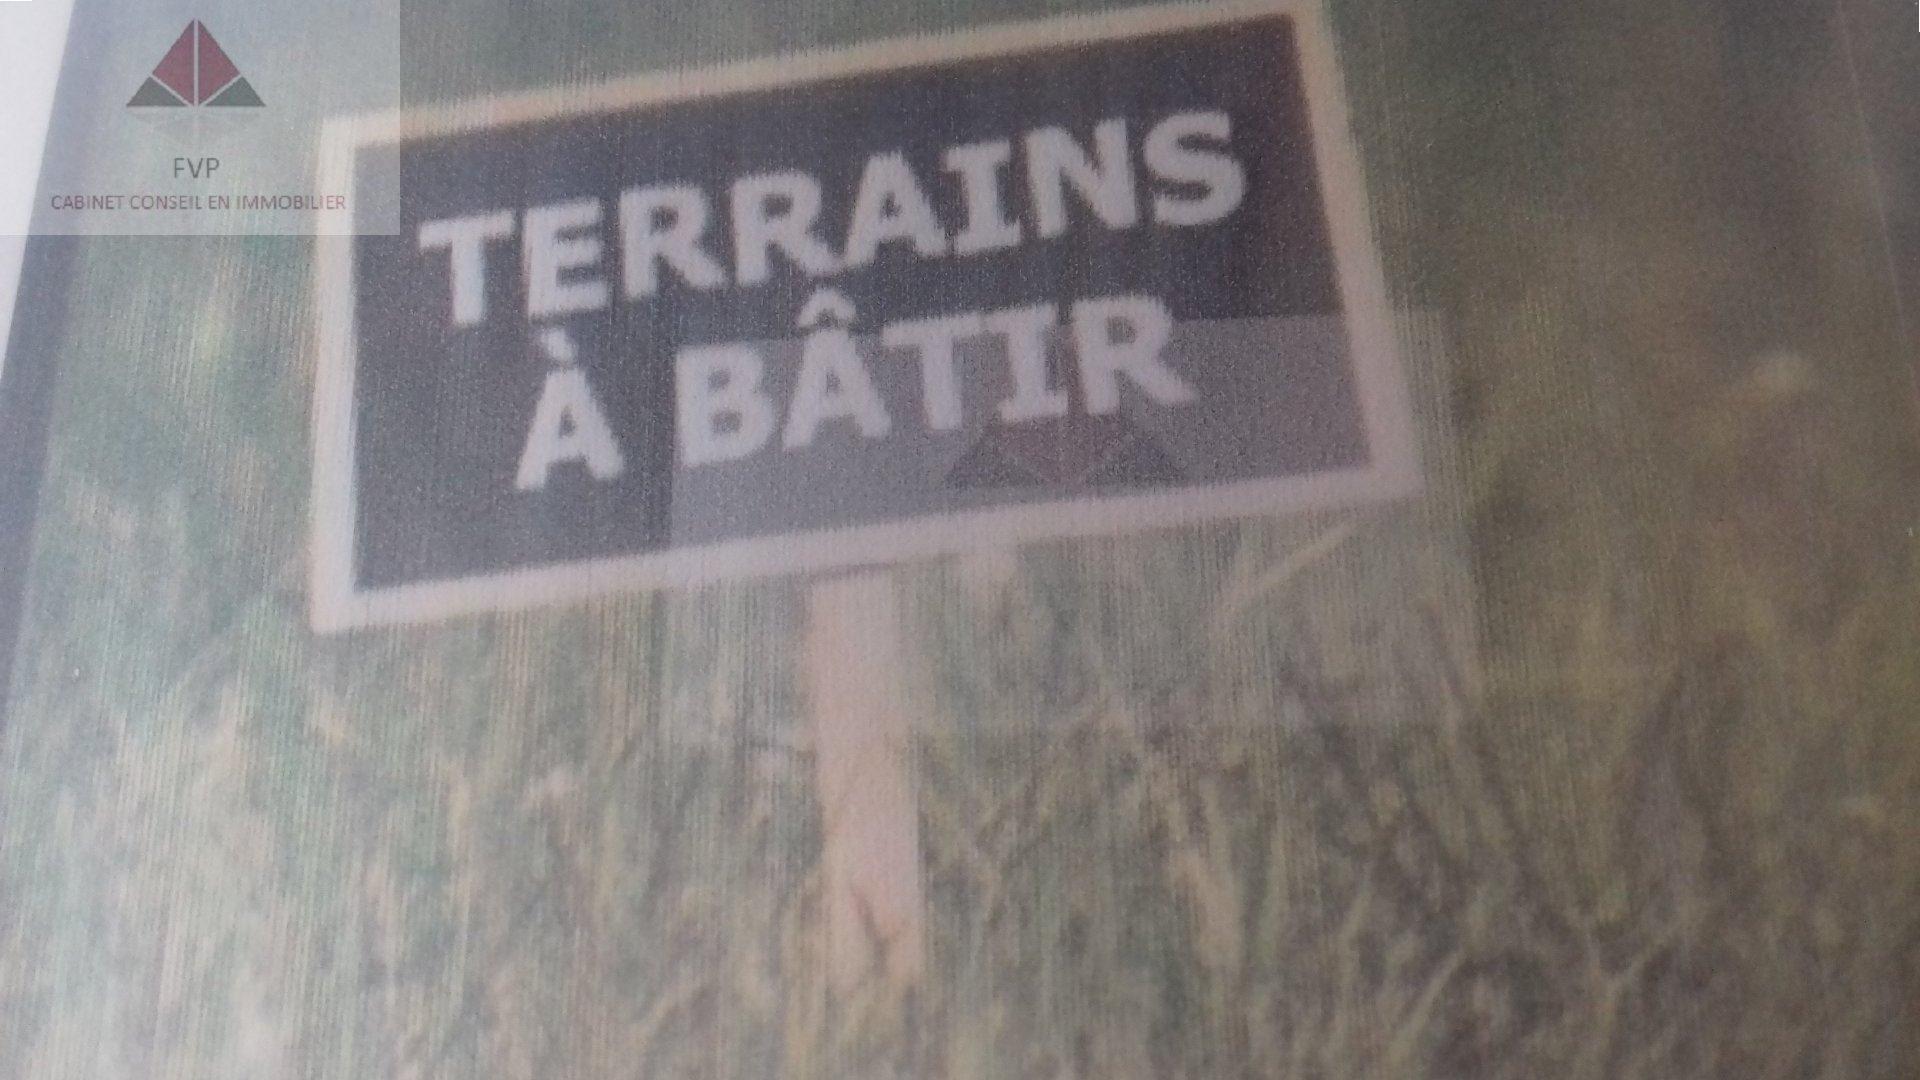 FVP
CABINET CONSEIL EN IMMOBILIER
TERRAINS
À BÂTIR